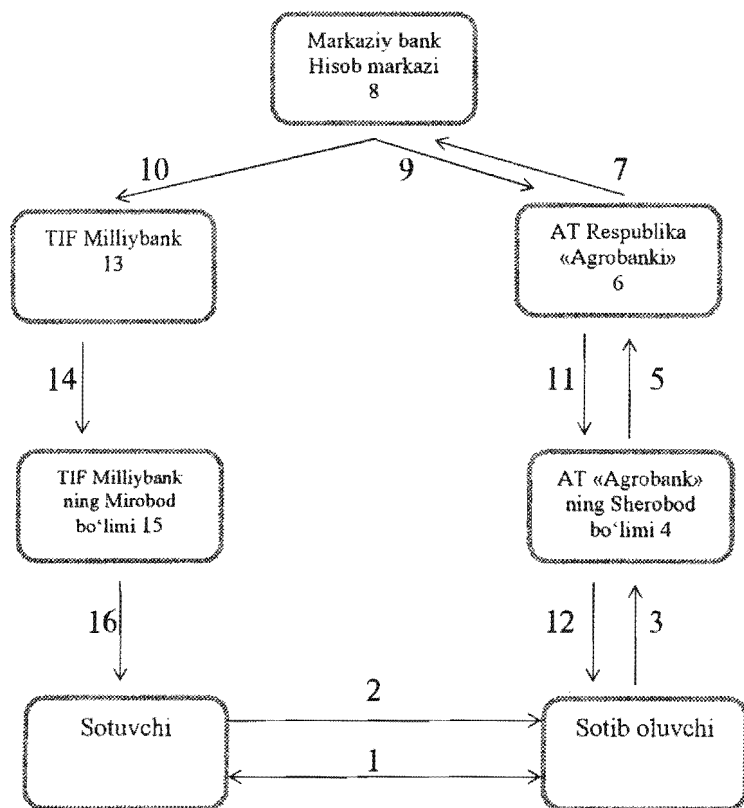 Markaziy bank
Hisob markazi
8
10
9
7
TIF Milliybank
13
AT Respublika
«Agrobanki»
6
14
11
5
TIF Milliybank
ning Mirobod
bo‘limi 15
AT «Agrobank»
ning Sherobod
bo‘limi 4
16
12
3
2
Sotuvchi
Sotib oluvchi
1